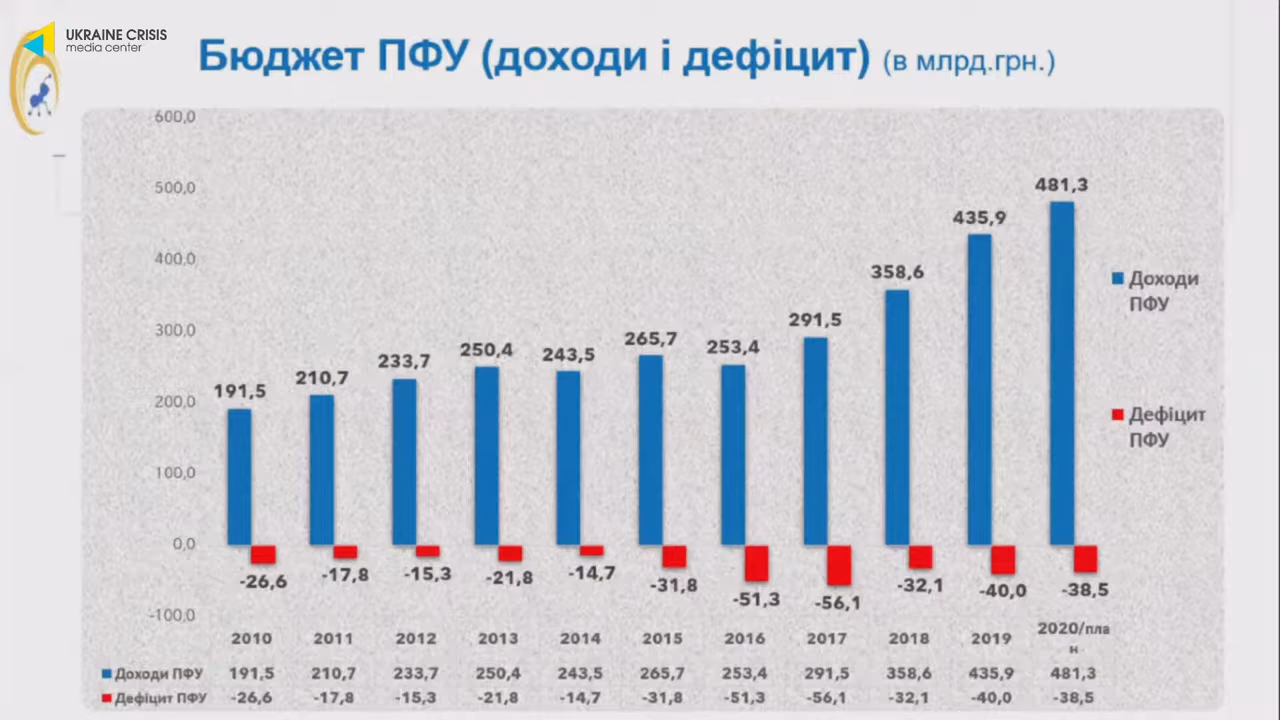 UKRAINE CRISIS
media center
Бюджет ПФУ (доходи і дефіцит) (в млрд.грн.)
600,0
500,0
400,0
300,0
200,0
100,0
0,0
-100,0
191,5
210,7
233,7
250,4
243,5
265,7
253,4
291,5
358,6
435,9
481,3
-26,6
-17,8
-15,3
-21,8
-14,7
-31,8
-51,3
-56,1
-32,1
-40,0
-38,5
Доходи
ПФУ
Дефіцит
ПФУ
2010 2011 2012 2013 2014 2015 2016 2017 2018 2019 2020/пла
н
Доходи ПФУ 191,5 210,7 233,7 250,4 243,5 265,7 253,4 291,5 358,6 435,9 481,3
Дефіцит ПФУ -26,6 -17,8 -15,3 -21,8 -14,7 -31,8 -51,3 -56,1 -32,1 -40,0 -38,5